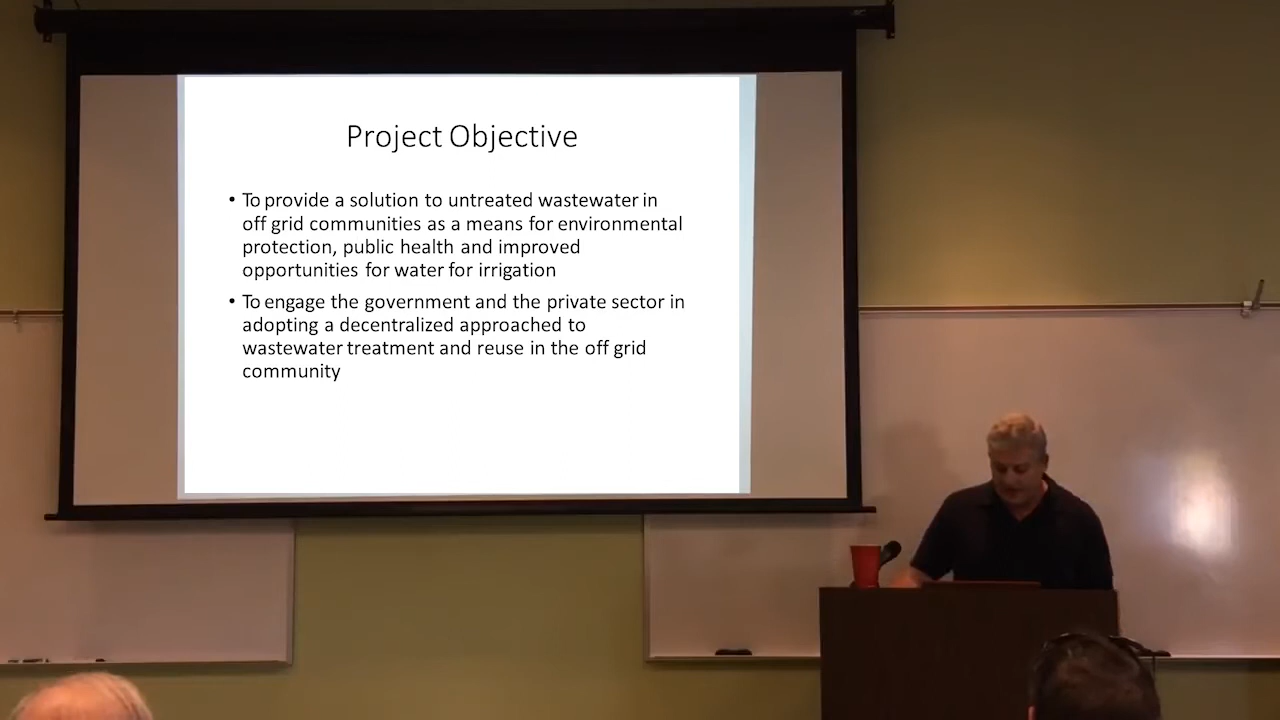 Project Objective
• To provide a solution to untreated wastewater in
off grid communities as a means for environmental
protection, public health and improved
opportunities for water for irrigation
• To engage the government and the private sector in
adopting a decentralized approached to
wastewater treatment and reuse in the off grid
community